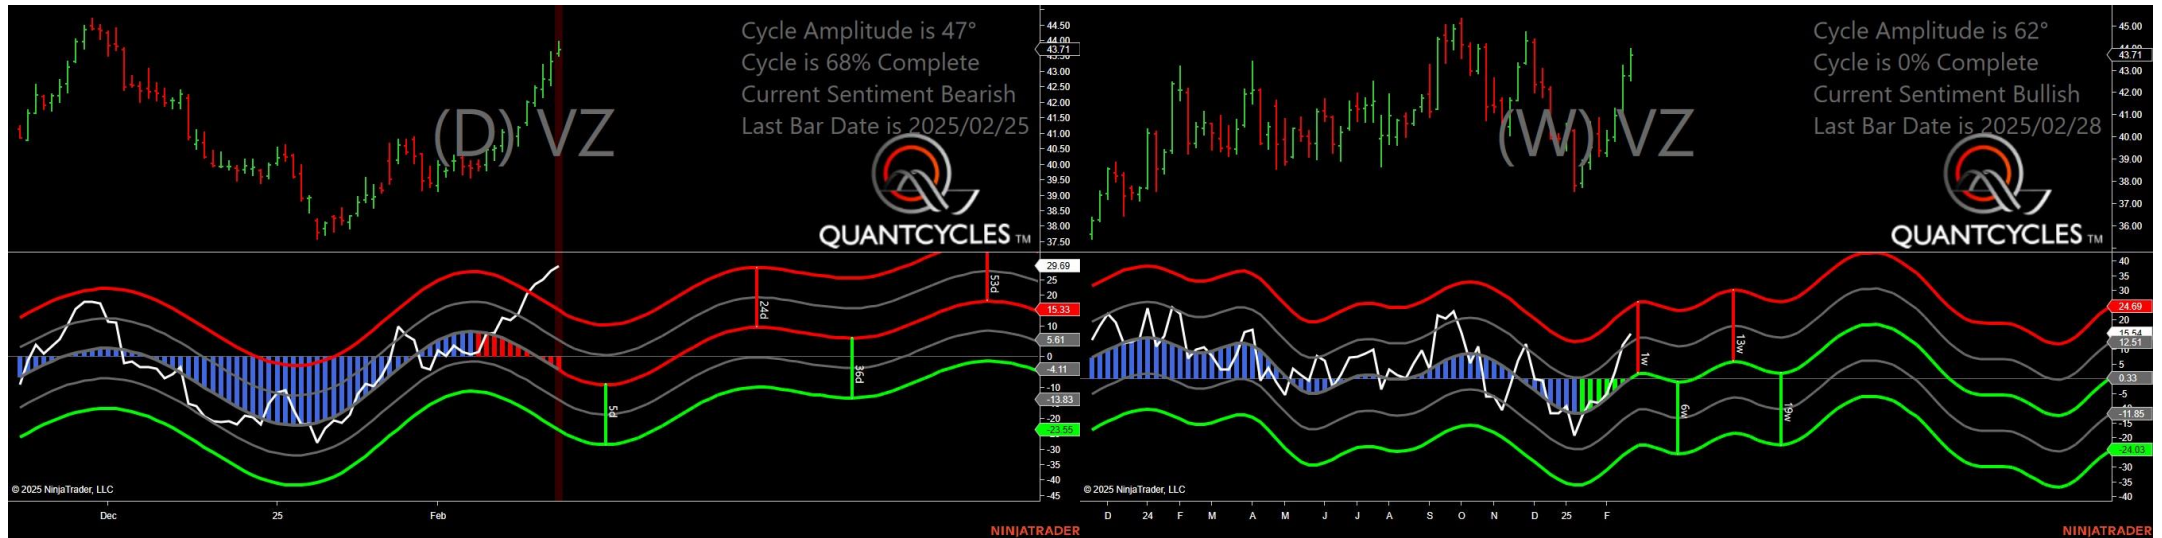 Cycle Amplitude is 47°
Cycle is 68% Complete
Current Sentiment Bearish
Last Bar Date is 2025/02/25
(D) VZ
QUANTCYCLES TM
44.50
44.00
43.71
43.00
42.50
42.00
41.50
41.00
40.50
40.00
39.50
39.00
38.50
38.00
37.50
29.69
25
20
15.33
10
5.61
0
-4.11
-10
-13.83
-20
-23.55
-30
-35
-40
-45
24d
53d
5d
36d
© 2025 NinjaTrader, LLC
Dec
25
Feb
NINJATRADER
Cycle Amplitude is 62°
Cycle is 0% Complete
Current Sentiment Bullish
Last Bar Date is 2025/02/28
(W) VZ
QUANTCYCLES TM
45.00
43.71
43.00
42.00
41.00
40.00
39.00
38.00
37.00
36.00
40
35
24.69
20
15.54
12.51
5
0.33
-5
-11.85
-15
-20
-24.03
-30
-35
-40
1w
13w
6w
19w
© 2025 NinjaTrader, LLC
D
24
F
M
A
M
J
J
A
S
O
N
D
25
F
NINJATRADER